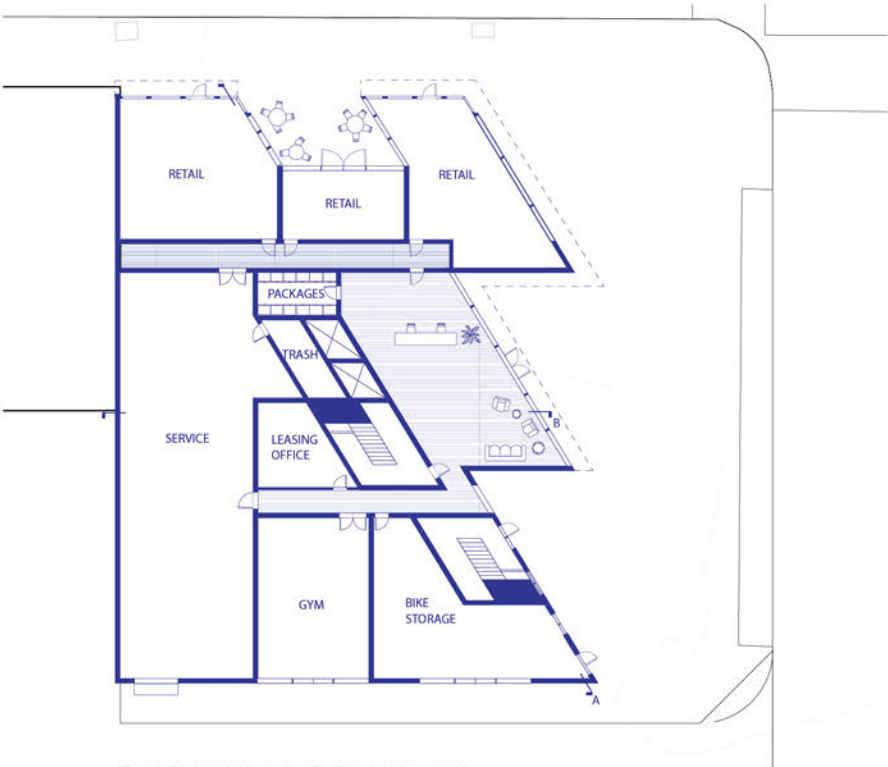 RETAIL
RETAIL
RETAIL
PACKAGES
TRASH
SERVICE
LEASING
OFFICE
B
GYM
BIKE
STORAGE
A